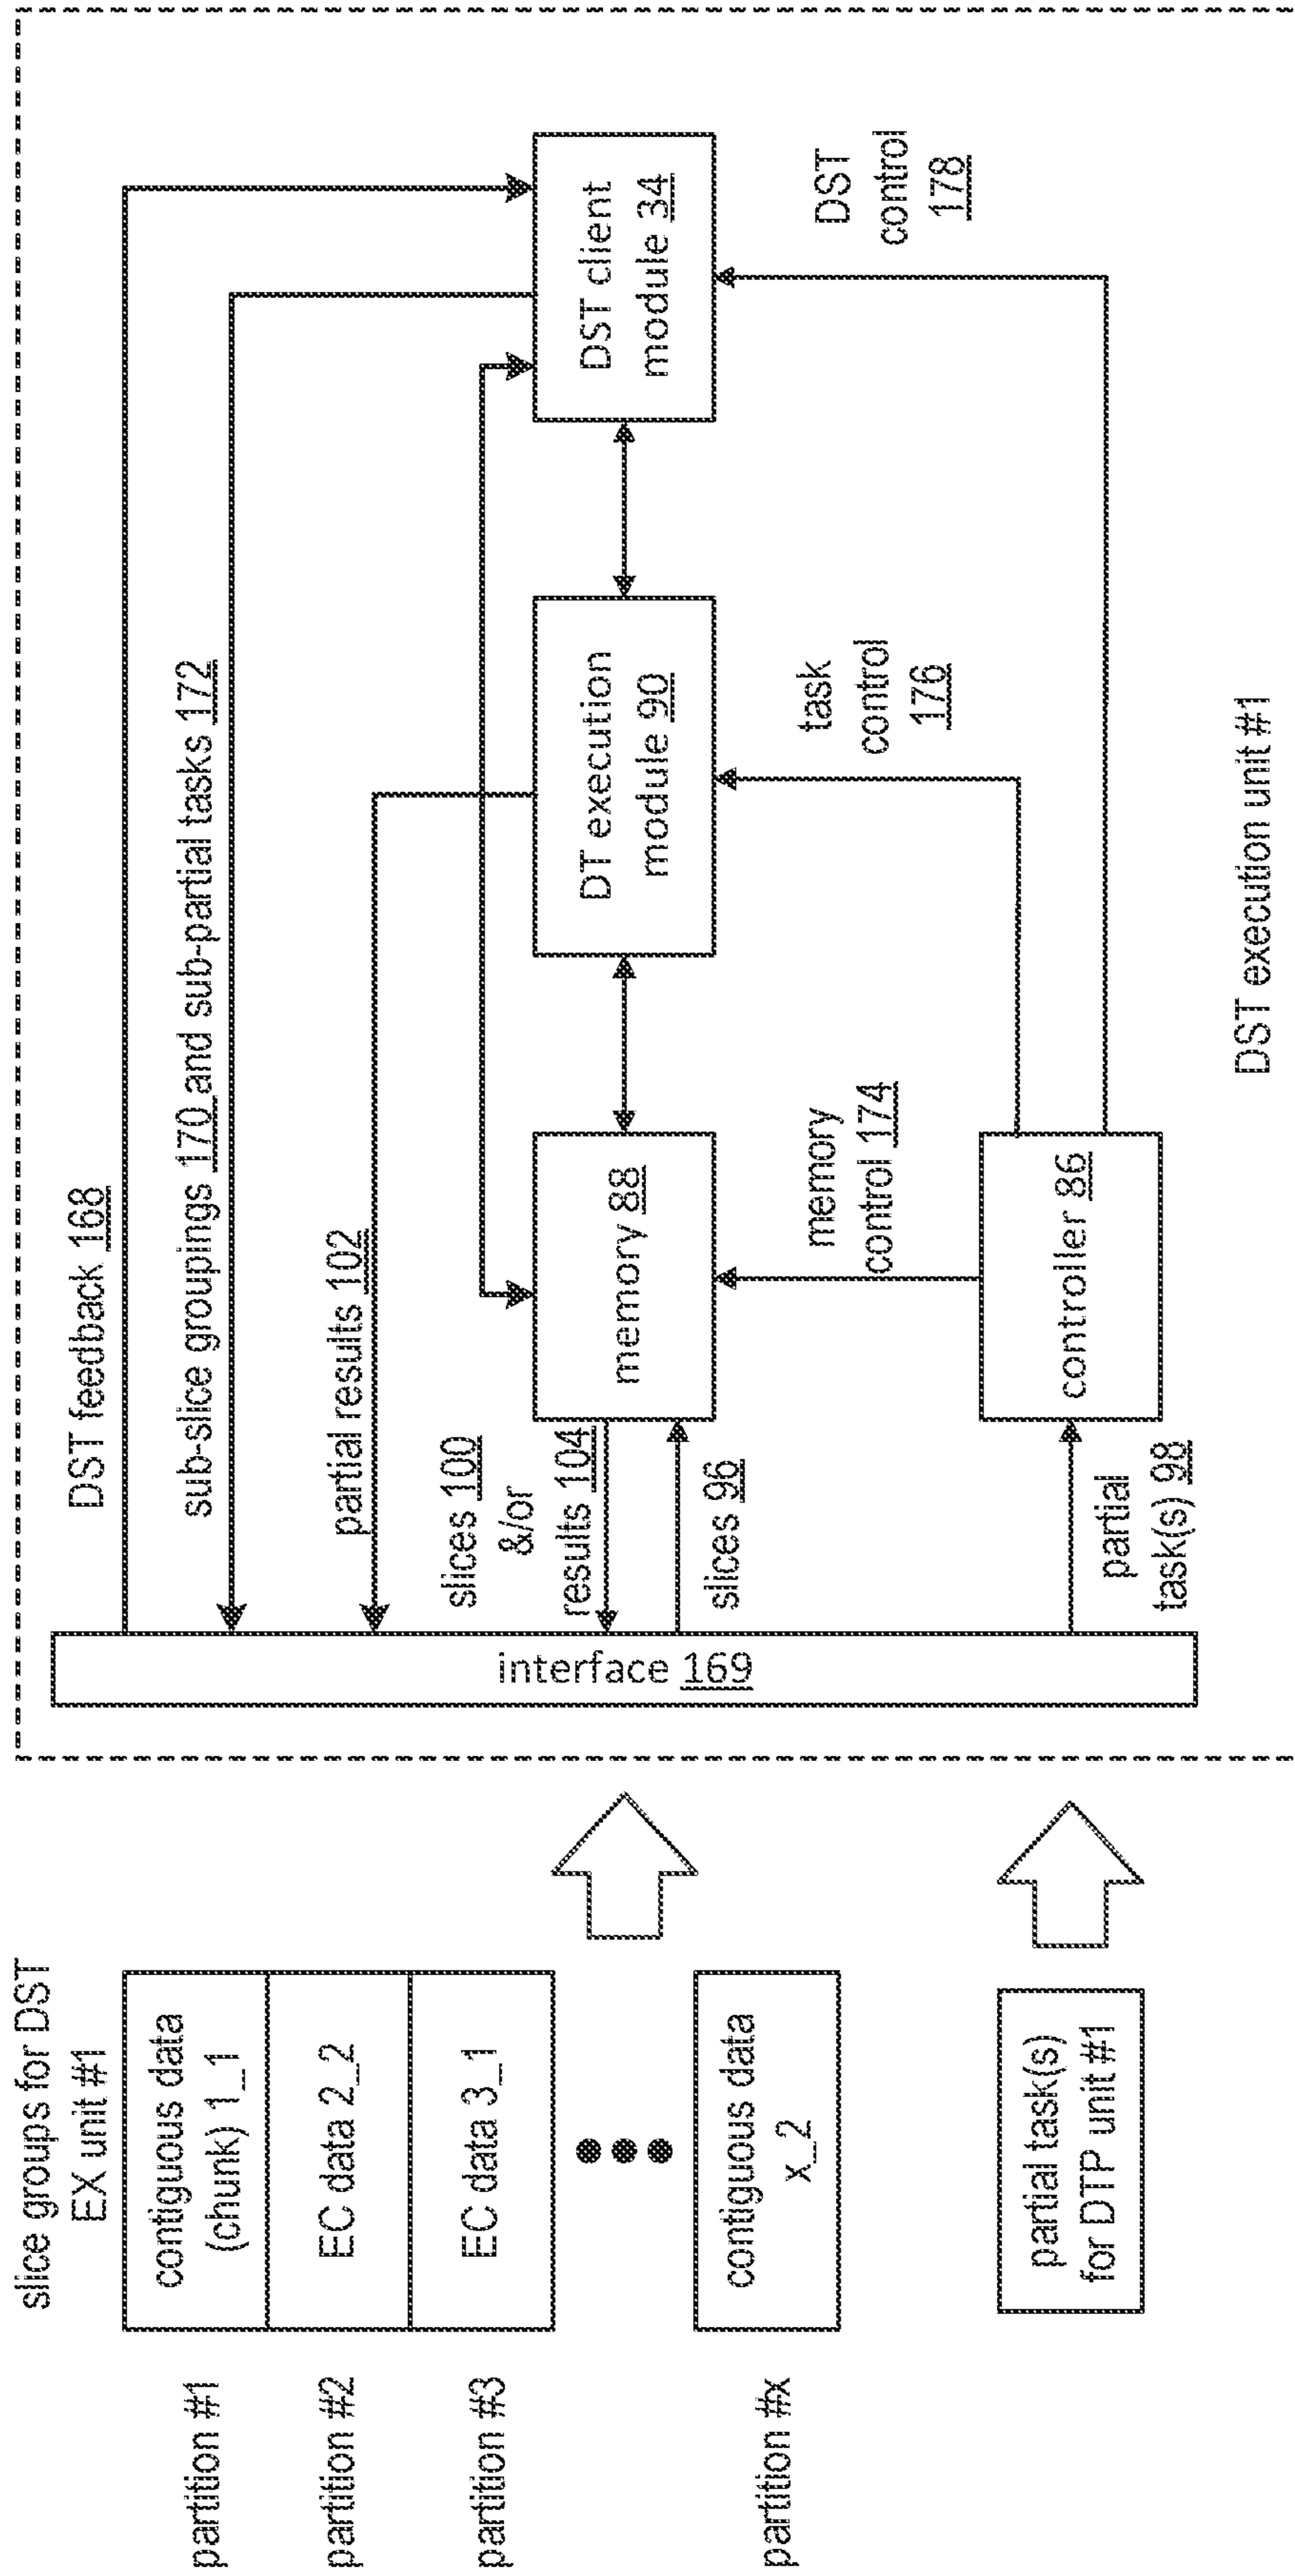 slice groups for DST
EX unit #1
partition #1
contiguous data
(chunk) 1_1
partition #2
EC data 2_2
partition #3
EC data 3_1
partition #x
contiguous data
x_2
partial task(s)
for DTP unit #1
interface 169
DST feedback 168
sub-slice groupings 170 and sub-partial tasks 172
partial results 102
slices 100
&/or
results 104
slices 96
partial
task(s) 98
memory 88
DT execution
module 90
DST client
module 34
memory
control 174
task
control
176
DST
control
178
controller 86
DST execution unit #1